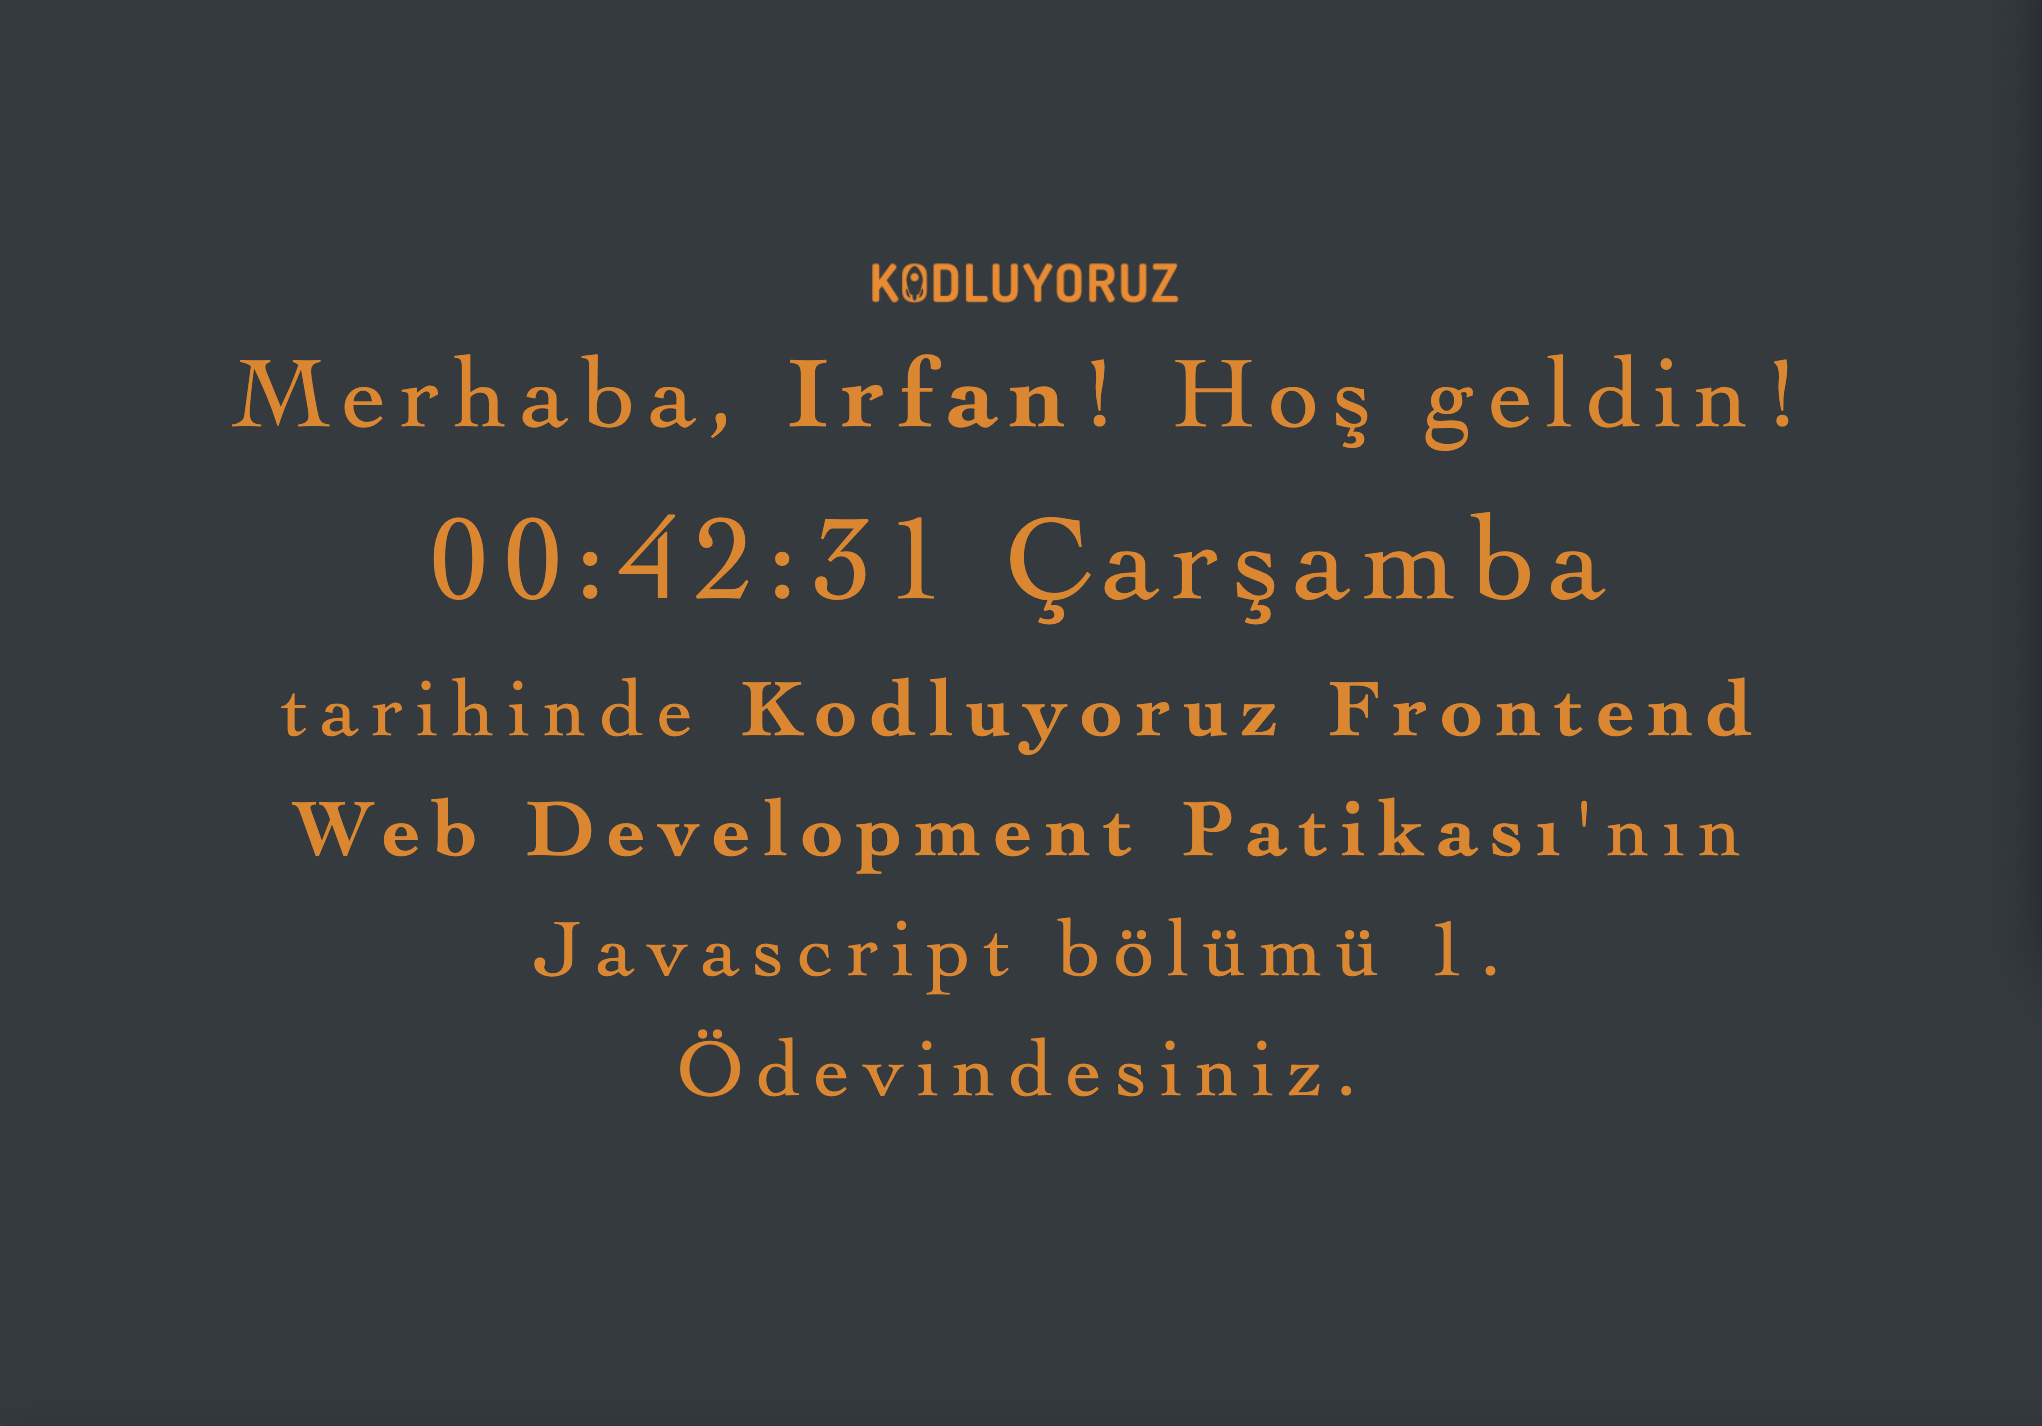 KODLUYORUZ
Merhaba, Irfan! Hoş geldin!
00:42:31 Çarşamba
tarihinde Kodluyoruz Frontend
Web Development Patikası'nın
Javascript bölümü 1.
Ödevindesiniz.